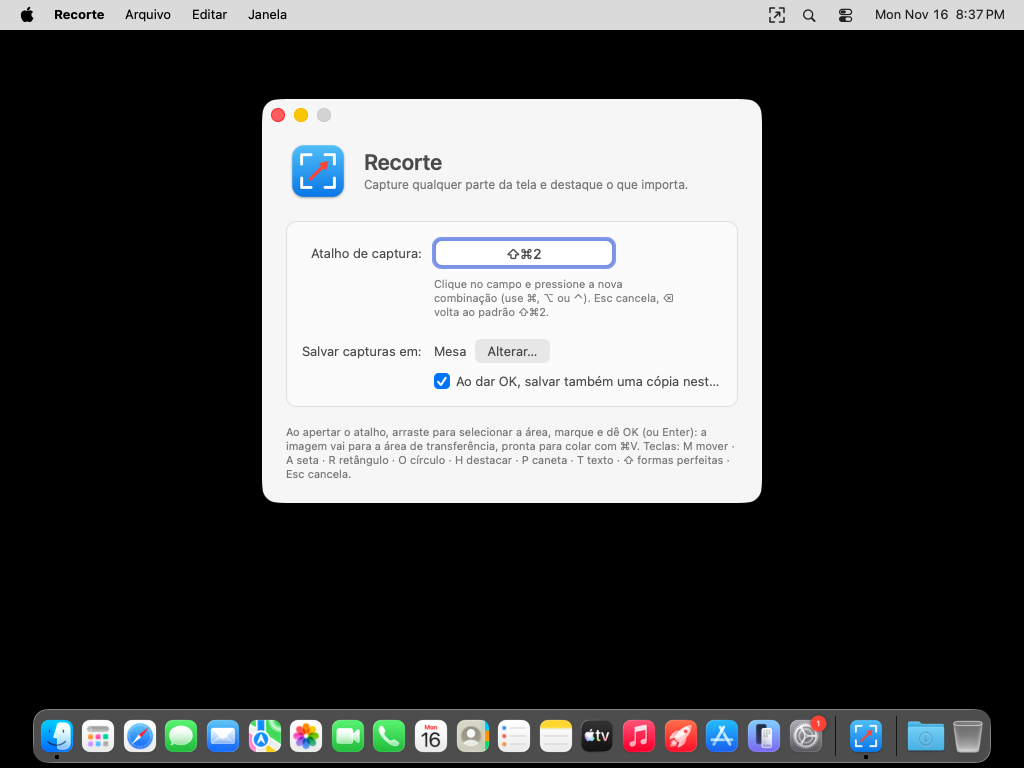 Recorte Arquivo Editar Janela Mon Nov 16 8:37 PM
Recorte
Capture qualquer parte da tela e destaque o que importa.
Atalho de captura: ⇧⌘2
Clique no campo e pressione a nova
combinação (use ⌘, ⌥ ou ^). Esc cancela, ⌫
volta ao padrão ⇧⌘2.
Salvar capturas em: Mesa Alterar...
Ao dar OK, salvar também uma cópia nest...
Ao apertar o atalho, arraste para selecionar a área, marque e dê OK (ou Enter): a
imagem vai para a área de transferência, pronta para colar com ⌘V. Teclas: M mover ·
A seta · R retângulo · O círculo · H destacar · P caneta · T texto · ⇧ formas perfeitas ·
Esc cancela.
Mon
16
tv
1